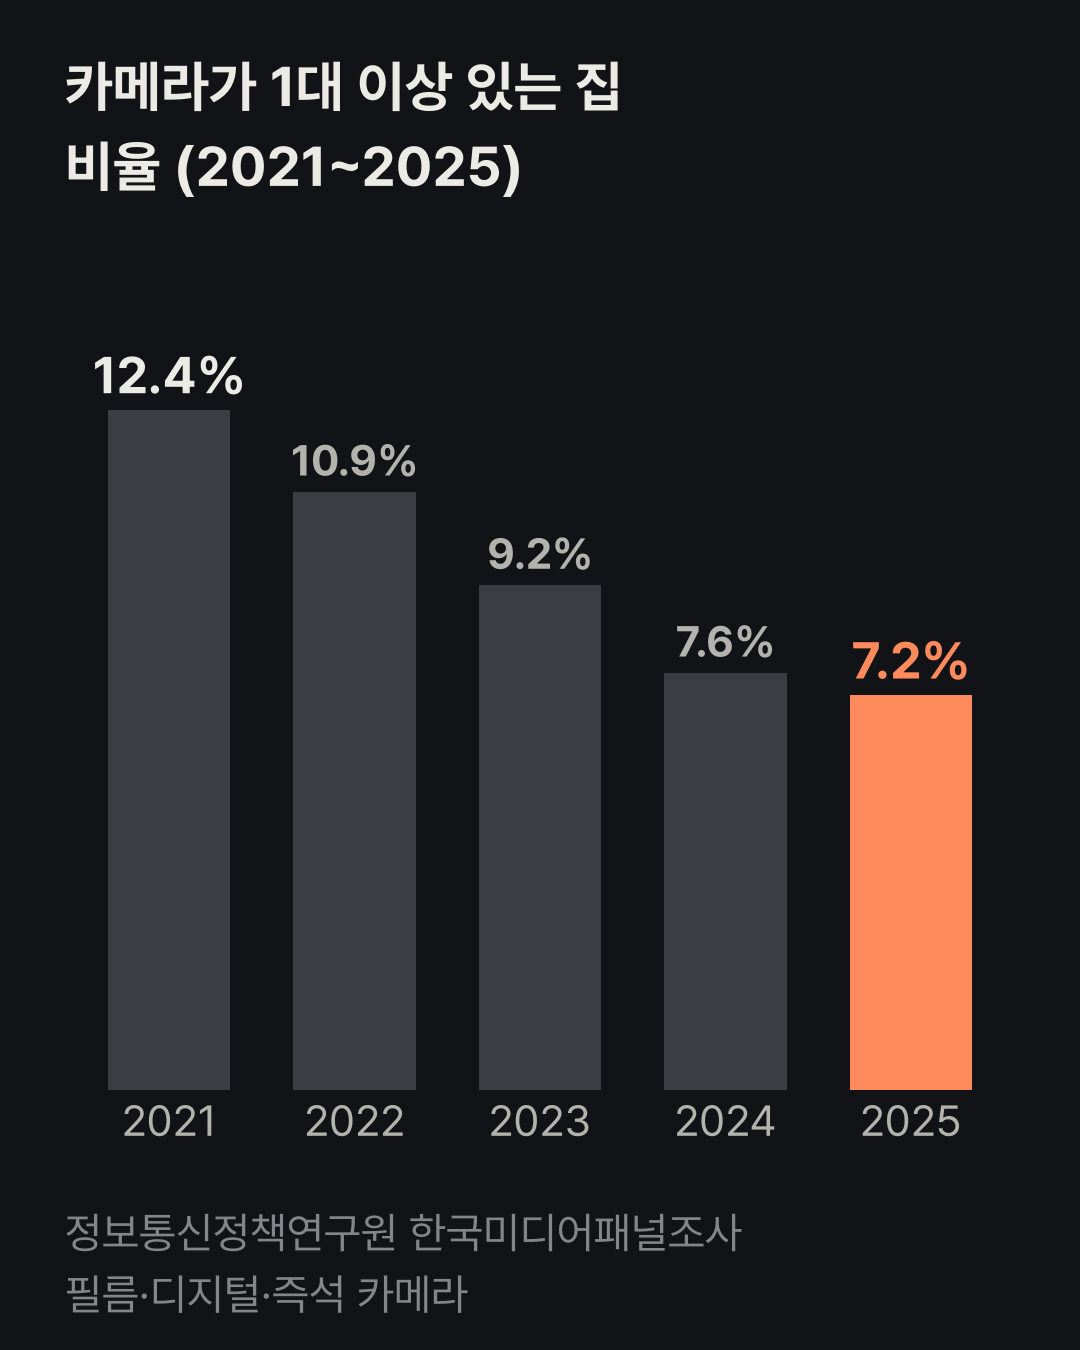 카메라가 1대 이상 있는 집
비율 (2021~2025)
12.4%
10.9%
9.2%
7.6%
7.2%
2021
2022
2023
2024
2025
정보통신정책연구원 한국미디어패널조사
필름·디지털·즉석 카메라